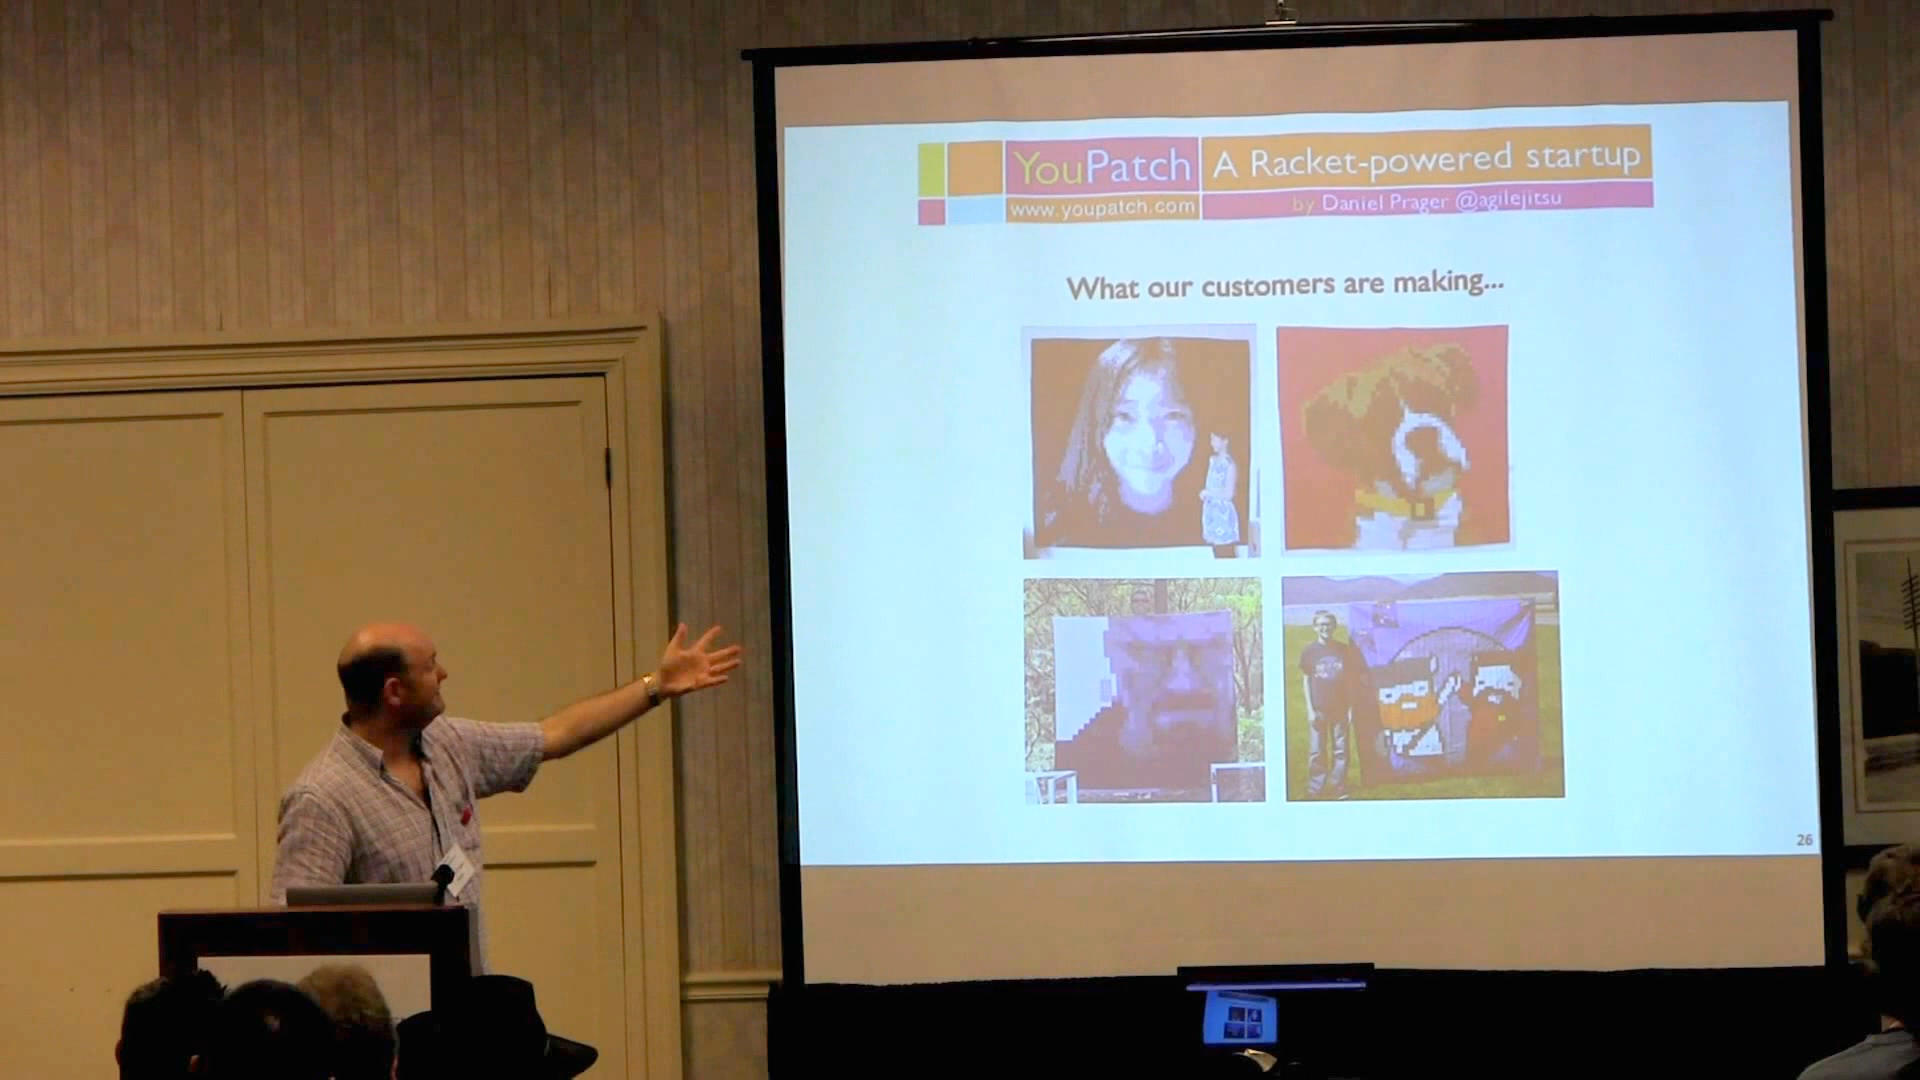 YouPatch
A Racket-powered startup
www.youpatch.com
by Daniel Prager @agilejitsu
What our customers are making...
26